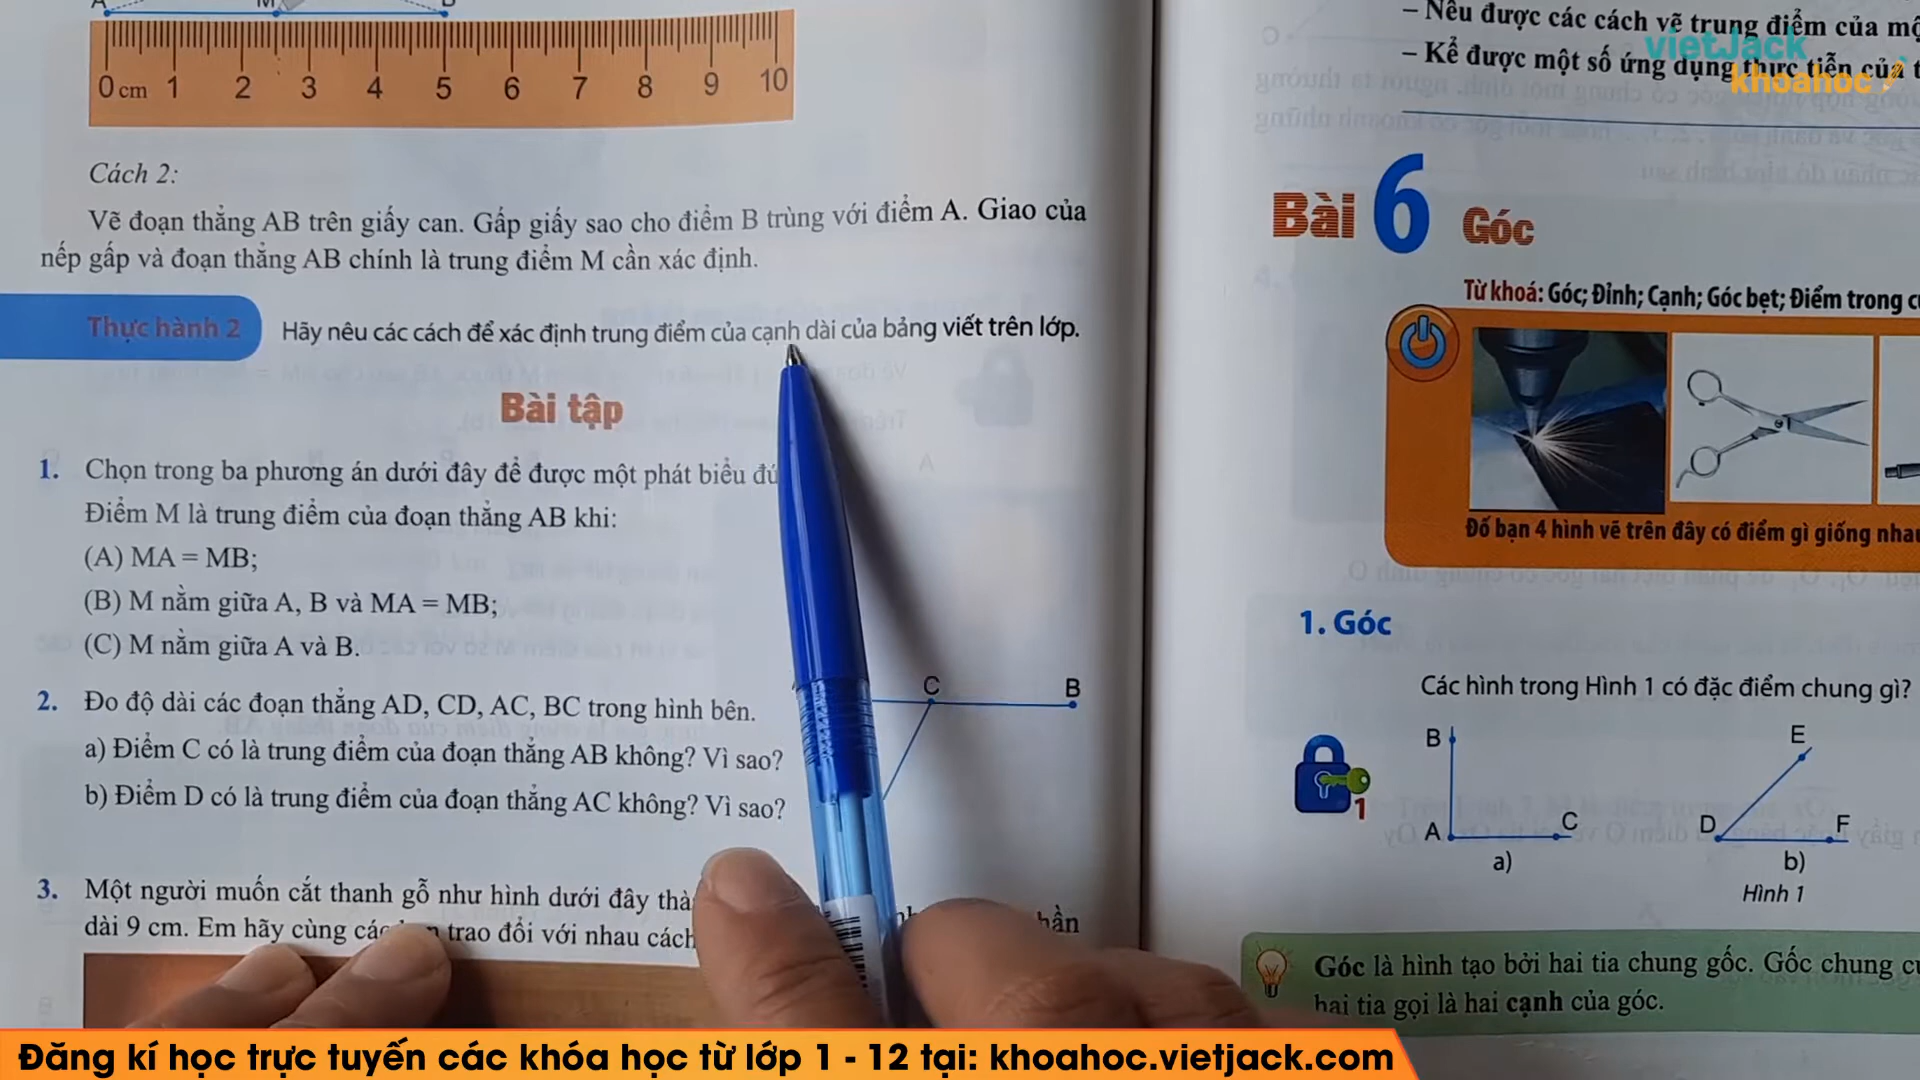 A M B
0 cm 1 2 3 4 5 6 7 8 9 10
Cách 2:
Vẽ đoạn thẳng AB trên giấy can. Gấp giấy sao cho điểm B trùng với điểm A. Giao của
nếp gấp và đoạn thẳng AB chính là trung điểm M cần xác định.
Thực hành 2 Hãy nêu các cách để xác định trung điểm của cạnh dài của bảng viết trên lớp.
Bài tập
1. Chọn trong ba phương án dưới đây để được một phát biểu
Điểm M là trung điểm của đoạn thẳng AB khi:
(A) MA = MB;
(B) M nằm giữa A, B và MA = MB;
(C) M nằm giữa A và B.
2. Đo độ dài các đoạn thẳng AD, CD, AC, BC trong hình bên.
a) Điểm C có là trung điểm của đoạn thẳng AB không? Vì sao?
b) Điểm D có là trung điểm của đoạn thẳng AC không? Vì sao?
C B
3. Một người muốn cắt thanh gỗ như hình dưới đây
dài 9 cm. Em hãy cùng trao đổi với nhau cách
– Nêu được các cách vẽ trung điểm của
– Kể được một số ứng dụng thực tiễn của
vietJack
khoahoc
Bài 6 Góc
Từ khoá: Góc; Đỉnh; Cạnh; Góc bẹt; Điểm trong
Đố bạn 4 hình vẽ trên đây có điểm gì giống
1. Góc
Các hình trong Hình 1 có đặc điểm chung gì?
1
B A C
a)
E D F
b)
Hình 1
Góc là hình tạo bởi hai tia chung gốc. Gốc chung
hai tia gọi là hai cạnh của góc.
Đăng kí học trực tuyến các khóa học từ lớp 1 - 12 tại: khoahoc.vietjack.com